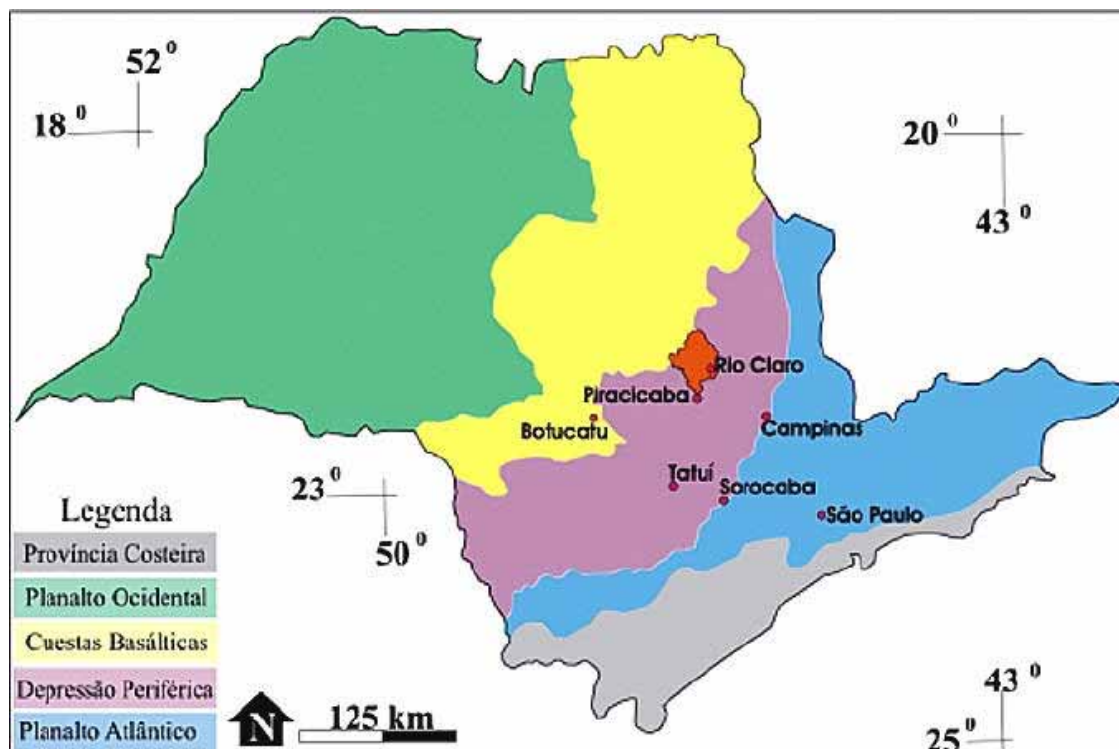 52°
18°
20°
43°
Rio Claro
Piracicaba
Botucatu
Campinas
Tatuí
Sorocaba
São Paulo
23°
50°
Legenda
Província Costeira
Planalto Ocidental
Cuestas Basálticas
Depressão Periférica
Planalto Atlântico
N
125 km
43°
25°